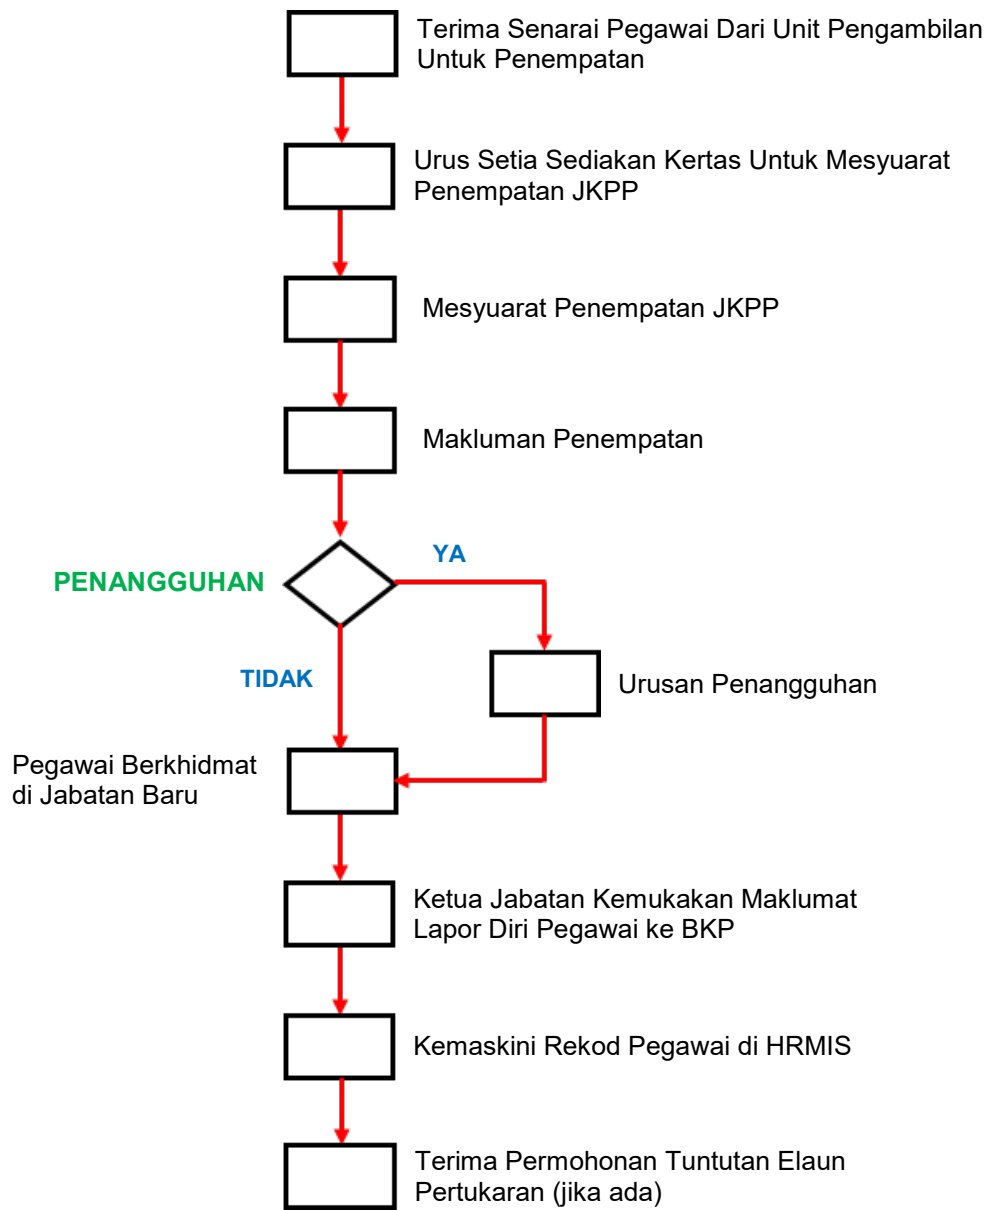 Terima Senarai Pegawai Dari Unit Pengambilan
Untuk Penempatan
Urus Setia Sediakan Kertas Untuk Mesyuarat
Penempatan JKPP
Mesyuarat Penempatan JKPP
Makluman Penempatan
YA
PENANGGUHAN
TIDAK
Urusan Penangguhan
Pegawai Berkhidmat
di Jabatan Baru
Ketua Jabatan Kemukakan Maklumat
Lapor Diri Pegawai ke BKP
Kemaskini Rekod Pegawai di HRMIS
Terima Permohonan Tuntutan Elaun
Pertukaran (jika ada)